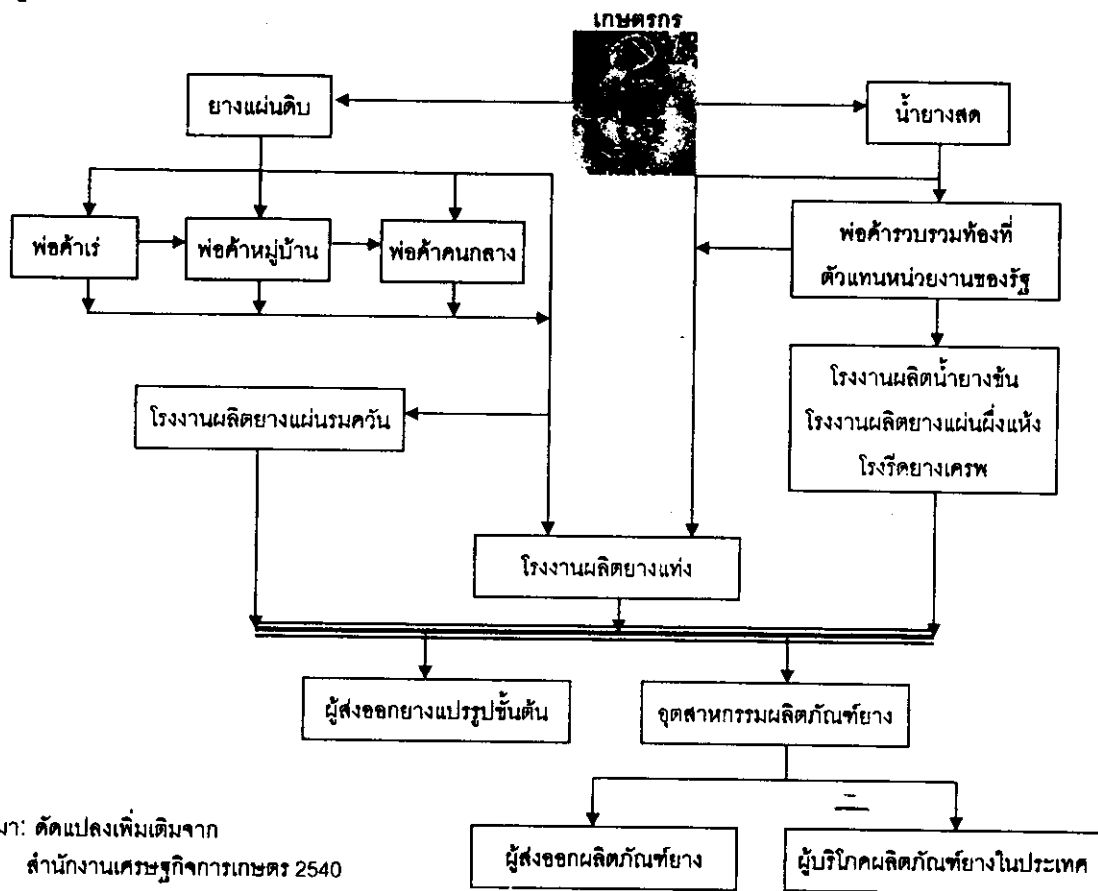 เกษตรกร
ยางแผ่นดิบ
น้ำยางสด
พ่อค้าเร่
พ่อค้าหมู่บ้าน
พ่อค้าคนกลาง
พ่อค้ารวบรวมท้องที่
ตัวแทนหน่วยงานของรัฐ
โรงงานผลิตยางแผ่นรมควัน
โรงงานผลิตน้ำยางข้น
โรงงานผลิตยางแผ่นผึ่งแห้ง
โรงรีดยางเครพ
โรงงานผลิตยางแท่ง
ผู้ส่งออกยางแปรรูปขั้นต้น
อุตสาหกรรมผลิตภัณฑ์ยาง
มา: ดัดแปลงเพิ่มเติมจาก
สำนักงานเศรษฐกิจการเกษตร 2540
ผู้ส่งออกผลิตภัณฑ์ยาง
ผู้บริโภคผลิตภัณฑ์ยางในประเทศ